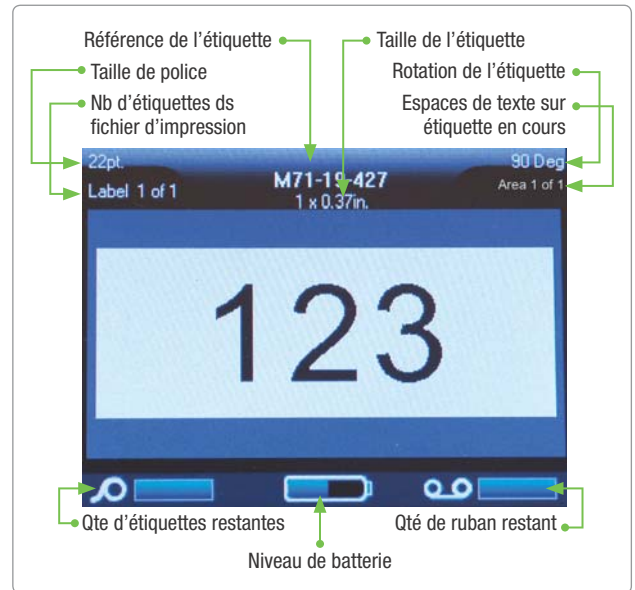 Référence de l’étiquette
Taille de l’étiquette
Taille de police
Rotation de l’étiquette
Nb d’étiquettes ds
fichier d’impression
Espaces de texte sur
étiquette en cours
22pt.
90 Deg
M71-19-427
Label 1 of 1
Area 1 of 1
1 x 0.37in.
123
Qte d’étiquettes restantes
Qté de ruban restant
Niveau de batterie